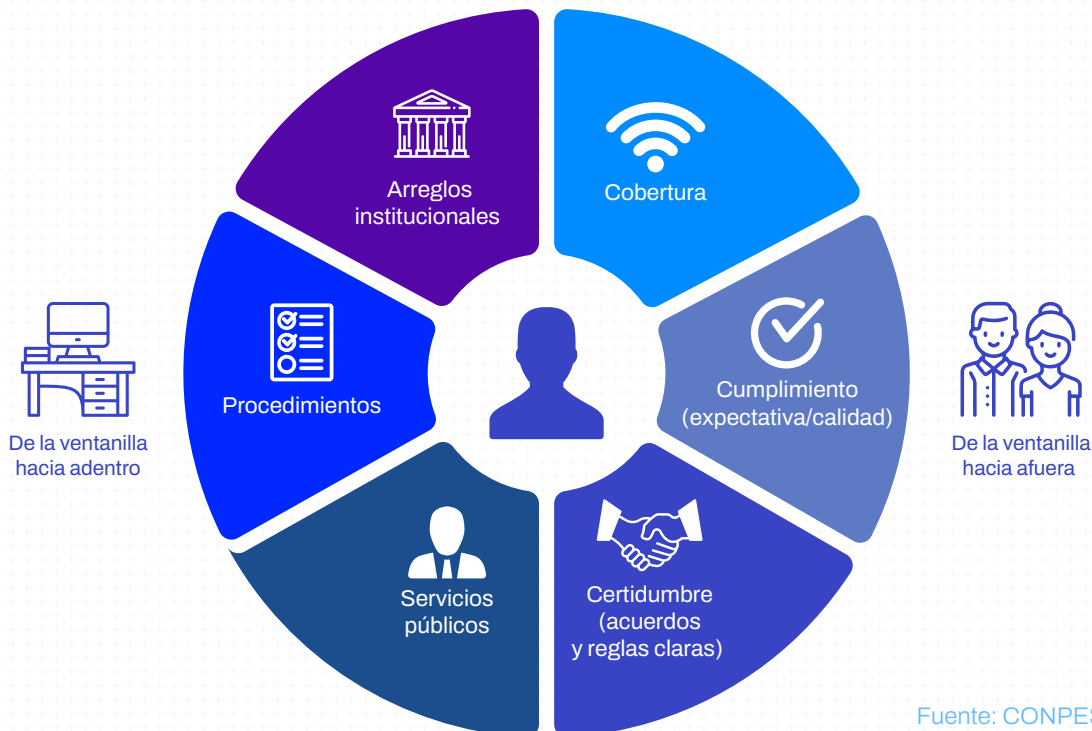 Arreglos
institucionales
Cobertura
Procedimientos
Cumplimiento
(expectativa/calidad)
De la ventanilla
hacia adentro
De la ventanilla
hacia afuera
Servicios
públicos
Certidumbre
(acuerdos
y reglas claras)
Fuente: CONPES